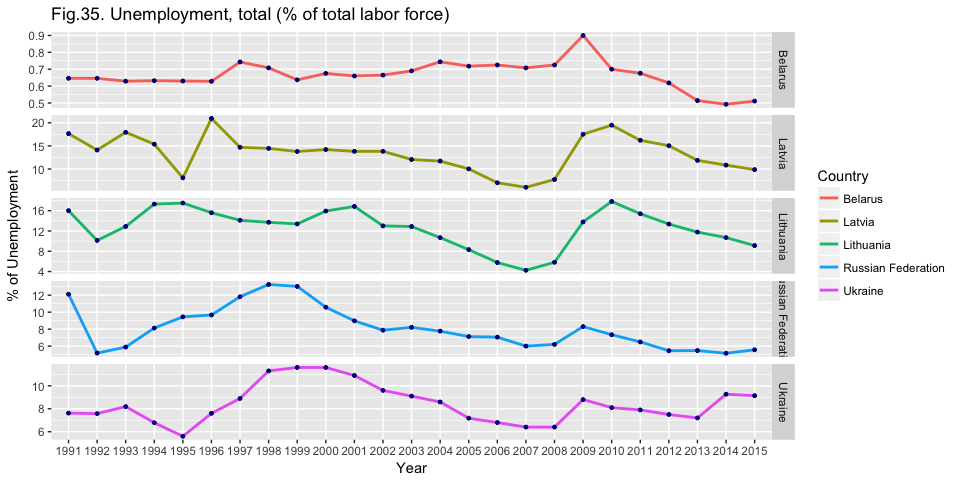 Fig.35. Unemployment, total (% of total labor force)
% of Unemployment
0.9
0.8
0.7
0.6
0.5
Belarus
20
15
10
Latvia
16
12
8
4
Lithuania
12
10
8
6
ssian Federati
10
8
6
Ukraine
1991 1992 1993 1994 1995 1996 1997 1998 1999 2000 2001 2002 2003 2004 2005 2006 2007 2008 2009 2010 2011 2012 2013 2014 2015
Year
Country
Belarus
Latvia
Lithuania
Russian Federation
Ukraine